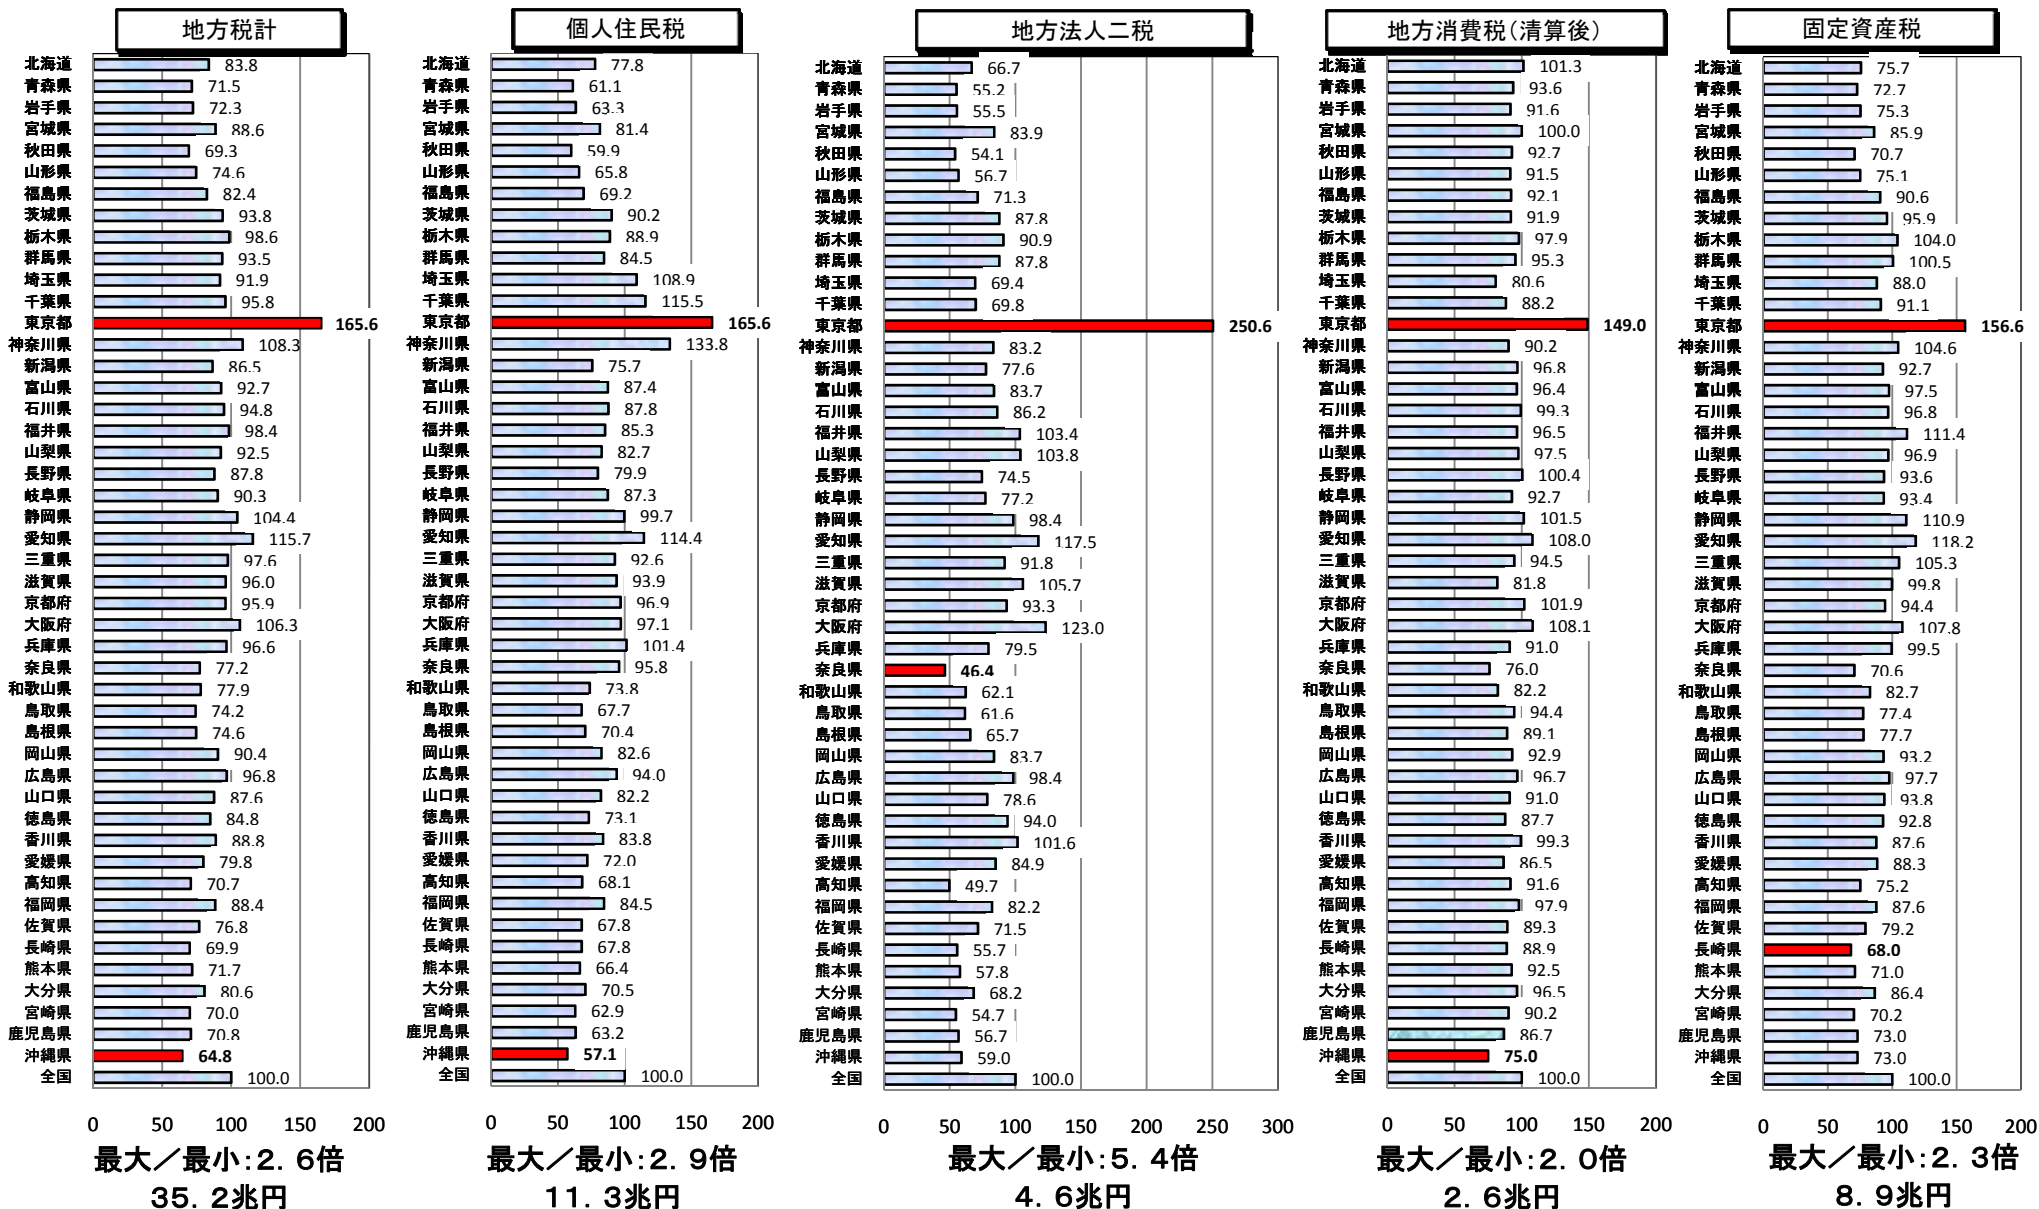 地方税計
北海道 83.8
青森県 71.5
岩手県 72.3
宮城県 88.6
秋田県 69.3
山形県 74.6
福島県 82.4
茨城県 93.8
栃木県 98.6
群馬県 93.5
埼玉県 91.9
千葉県 95.8
東京都 165.6
神奈川県 108.3
新潟県 86.5
富山県 92.7
石川県 94.8
福井県 98.4
山梨県 92.5
長野県 87.8
岐阜県 90.3
静岡県 104.4
愛知県 115.7
三重県 97.6
滋賀県 96.0
京都府 95.9
大阪府 106.3
兵庫県 96.6
奈良県 77.2
和歌山県 77.9
鳥取県 74.2
島根県 74.6
岡山県 90.4
広島県 96.8
山口県 87.6
徳島県 84.8
香川県 88.8
愛媛県 79.8
高知県 70.7
福岡県 88.4
佐賀県 76.8
長崎県 69.9
熊本県 71.7
大分県 80.6
宮崎県 70.0
鹿児島県 70.8
沖縄県 64.8
全国 100.0
0 50 100 150 200
最大／最小：2．6倍
35．2兆円
個人住民税
北海道 77.8
青森県 61.1
岩手県 63.3
宮城県 81.4
秋田県 59.9
山形県 65.8
福島県 69.2
茨城県 90.2
栃木県 88.9
群馬県 84.5
埼玉県 108.9
千葉県 115.5
東京都 165.6
神奈川県 133.8
新潟県 75.7
富山県 87.4
石川県 87.8
福井県 85.3
山梨県 82.7
長野県 79.9
岐阜県 87.3
静岡県 99.7
愛知県 114.4
三重県 92.6
滋賀県 93.9
京都府 96.9
大阪府 97.1
兵庫県 101.4
奈良県 95.8
和歌山県 73.8
鳥取県 67.7
島根県 70.4
岡山県 82.6
広島県 94.0
山口県 82.2
徳島県 73.1
香川県 83.8
愛媛県 72.0
高知県 68.1
福岡県 84.5
佐賀県 67.8
長崎県 67.8
熊本県 66.4
大分県 70.5
宮崎県 62.9
鹿児島県 63.2
沖縄県 57.1
全国 100.0
0 50 100 150 200
最大／最小：2．9倍
11．3兆円
地方法人二税
北海道 66.7
青森県 55.2
岩手県 55.5
宮城県 83.9
秋田県 54.1
山形県 56.7
福島県 71.3
茨城県 87.8
栃木県 90.9
群馬県 87.8
埼玉県 69.4
千葉県 69.8
東京都 250.6
神奈川県 83.2
新潟県 77.6
富山県 83.7
石川県 86.2
福井県 103.4
山梨県 103.8
長野県 74.5
岐阜県 77.2
静岡県 98.4
愛知県 117.5
三重県 91.8
滋賀県 105.7
京都府 93.3
大阪府 123.0
兵庫県 79.5
奈良県 46.4
和歌山県 62.1
鳥取県 61.6
島根県 65.7
岡山県 83.7
広島県 98.4
山口県 78.6
徳島県 94.0
香川県 101.6
愛媛県 84.9
高知県 49.7
福岡県 82.2
佐賀県 71.5
長崎県 55.7
熊本県 57.8
大分県 68.2
宮崎県 54.7
鹿児島県 56.7
沖縄県 59.0
全国 100.0
0 50 100 150 200 250 300
最大／最小：5．4倍
4．6兆円
地方消費税（清算後）
北海道 101.3
青森県 93.6
岩手県 91.6
宮城県 100.0
秋田県 92.7
山形県 91.5
福島県 92.1
茨城県 91.9
栃木県 97.9
群馬県 95.3
埼玉県 80.6
千葉県 88.2
東京都 149.0
神奈川県 90.2
新潟県 96.8
富山県 96.4
石川県 99.3
福井県 96.5
山梨県 97.5
長野県 100.4
岐阜県 92.7
静岡県 101.5
愛知県 108.0
三重県 94.5
滋賀県 81.8
京都府 101.9
大阪府 108.1
兵庫県 91.0
奈良県 76.0
和歌山県 82.2
鳥取県 94.4
島根県 89.1
岡山県 92.9
広島県 96.7
山口県 91.0
徳島県 87.7
香川県 99.3
愛媛県 86.5
高知県 91.6
福岡県 97.9
佐賀県 89.3
長崎県 88.9
熊本県 92.5
大分県 96.5
宮崎県 90.2
鹿児島県 86.7
沖縄県 75.0
全国 100.0
0 50 100 150 200
最大／最小：2．0倍
2．6兆円
固定資産税
北海道 75.7
青森県 72.7
岩手県 75.3
宮城県 85.9
秋田県 70.7
山形県 75.1
福島県 90.6
茨城県 95.9
栃木県 104.0
群馬県 100.5
埼玉県 88.0
千葉県 91.1
東京都 156.6
神奈川県 104.6
新潟県 92.7
富山県 97.5
石川県 96.8
福井県 111.4
山梨県 96.9
長野県 93.6
岐阜県 93.4
静岡県 110.9
愛知県 118.2
三重県 105.3
滋賀県 99.8
京都府 94.4
大阪府 107.8
兵庫県 99.5
奈良県 70.6
和歌山県 82.7
鳥取県 77.4
島根県 77.7
岡山県 93.2
広島県 97.7
山口県 93.8
徳島県 92.8
香川県 87.6
愛媛県 88.3
高知県 75.2
福岡県 87.6
佐賀県 79.2
長崎県 68.0
熊本県 71.0
大分県 86.4
宮崎県 70.2
鹿児島県 73.0
沖縄県 73.0
全国 100.0
0 50 100 150 200
最大／最小：2．3倍
8．9兆円